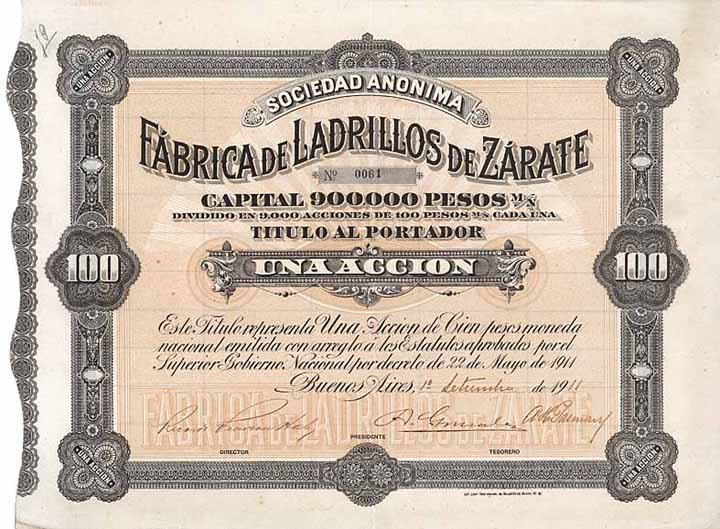 19
UNA ACCION
UNA ACCION
SOCIEDAD ANONIMA
FÁBRICA DE LADRILLOS DE ZÁRATE
Nº 0061
CAPITAL 900.000 PESOS M/N
DIVIDIDO EN 9.000 ACCIONES DE 100 PESOS M/N CADA UNA
TITULO AL PORTADOR
100 UNA ACCION 100
Este Título representa Una Accion de Cien pesos moneda
nacional emitida con arreglo á los Estatutos aprobados por el
Superior Gobierno Nacional por decreto de 22 de Mayo de 1911
Buenos Aires, 1º Setiembre de 1911
FÁBRICA DE LADRILLOS DE ZÁRATE
A. Gonzalez
DIRECTOR
PRESIDENTE
TESORERO
UNA ACCION
UNA ACCION